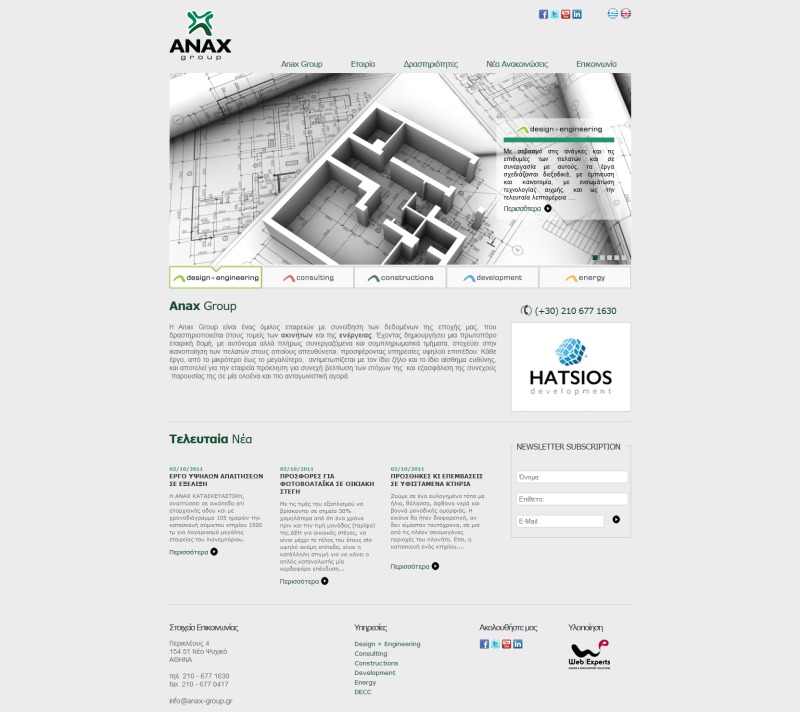 ANAX
group
Anax Group Εταιρία Δραστηριότητες Νέα Ανακοινώσεις Επικοινωνία
design+engineering
Με σεβασμό στις ανάγκες και τις
επιθυμίες των πελατών και σε
συνεργασία με αυτούς, τα έργα
σχεδιάζονται διεξοδικά, με έμπνευση
και καινοτομία, με ενσωμάτωση
τεχνολογίας αιχμής, και ως την
τελευταία λεπτομέρεια ....
Περισσότερα
design+engineering consulting constructions development energy
Anax Group
(+30) 210 677 1630
Η Anax Group είναι ένας όμιλος εταιρειών με συνείδηση των δεδομένων της εποχής μας, που
δραστηριοποιείται στους τομείς των ακινήτων και της ενέργειας. Έχοντας δημιουργήσει μια πρωτοπόρο
εταιρική δομή, με αυτόνομα αλλά πλήρως συνεργαζόμενα και συμπληρωματικά τμήματα, στοχεύει στην
ικανοποίηση των πελατών στους οποίους απευθύνεται, προσφέροντας υπηρεσίες υψηλού επιπέδου. Κάθε
έργο, από το μικρότερο έως το μεγαλύτερο, αντιμετωπίζεται με τον ίδιο ζήλο και το ίδιο αίσθημα ευθύνης,
και αποτελεί για την εταιρεία πρόκληση για συνεχή βελτίωση των στόχων της και εξασφάλιση της συνεχούς
παρουσίας της σε μία ολοένα και πιο ανταγωνιστική αγορά.
HATSIOS
development
Τελευταία Νέα
03/10/2011
ΕΡΓΟ ΥΨΗΛΩΝ ΑΠΑΙΤΗΣΕΩΝ
ΣΕ ΕΞΕΛΙΞΗ
Η ΑΝΑΧ ΚΑΤΑΣΚΕΥΑΣΤΙΚΗ,
αναπτύσσει σε οικόπεδο επί
επαρχιακής οδού και με
χρονοδιάγραμμα 105 ημερών την
κατασκευή σύμμικτου κτηρίου 1500
τμ για λογαριασμό μεγάλης
εταιρείας του λιανεμπόριου.
Περισσότερα
03/10/2011
ΠΡΟΣΦΟΡΕΣ ΓΙΑ
ΦΩΤΟΒΟΛΤΑΪΚΑ ΣΕ ΟΙΚΙΑΚΗ
ΣΤΕΓΗ
Με τις τιμές του εξοπλισμού να
βρίσκονται σε σημείο 30%
χαμηλότερα από ότι ένα χρόνο
πριν και την τιμή μονάδος (ταρίφα)
της ΔΕΗ για οικιακές στέγες, να
είναι μέχρι το τέλος του έτους στο
υψηλό ακόμη επίπεδο, είναι η
κατάλληλη στιγμή για να κάνει ο
απλός καταναλωτής μία
κερδοφόρα επένδυση...
Περισσότερα
03/10/2011
ΠΡΟΣΘΗΚΕΣ ΚΙ ΕΠΕΜΒΑΣΕΙΣ
ΣΕ ΥΦΙΣΤΑΜΕΝΑ ΚΤΗΡΙΑ
Ζούμε σε ένα ευλογημένο τόπο με
ήλιο, θάλασσα, άφθονα νερά και
βουνά μοναδικής ομορφιάς. Η
εικόνα θα ήταν διαφορετική, αν
δεν είμασταν ταυτόχρονα, σε μια
από τις πλέον σεισμογόνες
περιοχές του πλανήτη. Έτσι, η
κατασκευή ενός κτηρίου....
Περισσότερα
NEWSLETTER SUBSCRIPTION
Όνομα:
Επίθετο:
E-Mail:
Στοιχεία Επικοινωνίας
Περικλέους 4
154 51 Νέο Ψυχικό
ΑΘΗΝΑ
τηλ. 210 - 677 1630
fax. 210 - 677 0417
info@anax-group.gr
Υπηρεσίες
Design + Engineering
Consulting
Constructions
Development
Energy
DECC
Ακολουθήστε μας
Υλοποίηση
Web Experts